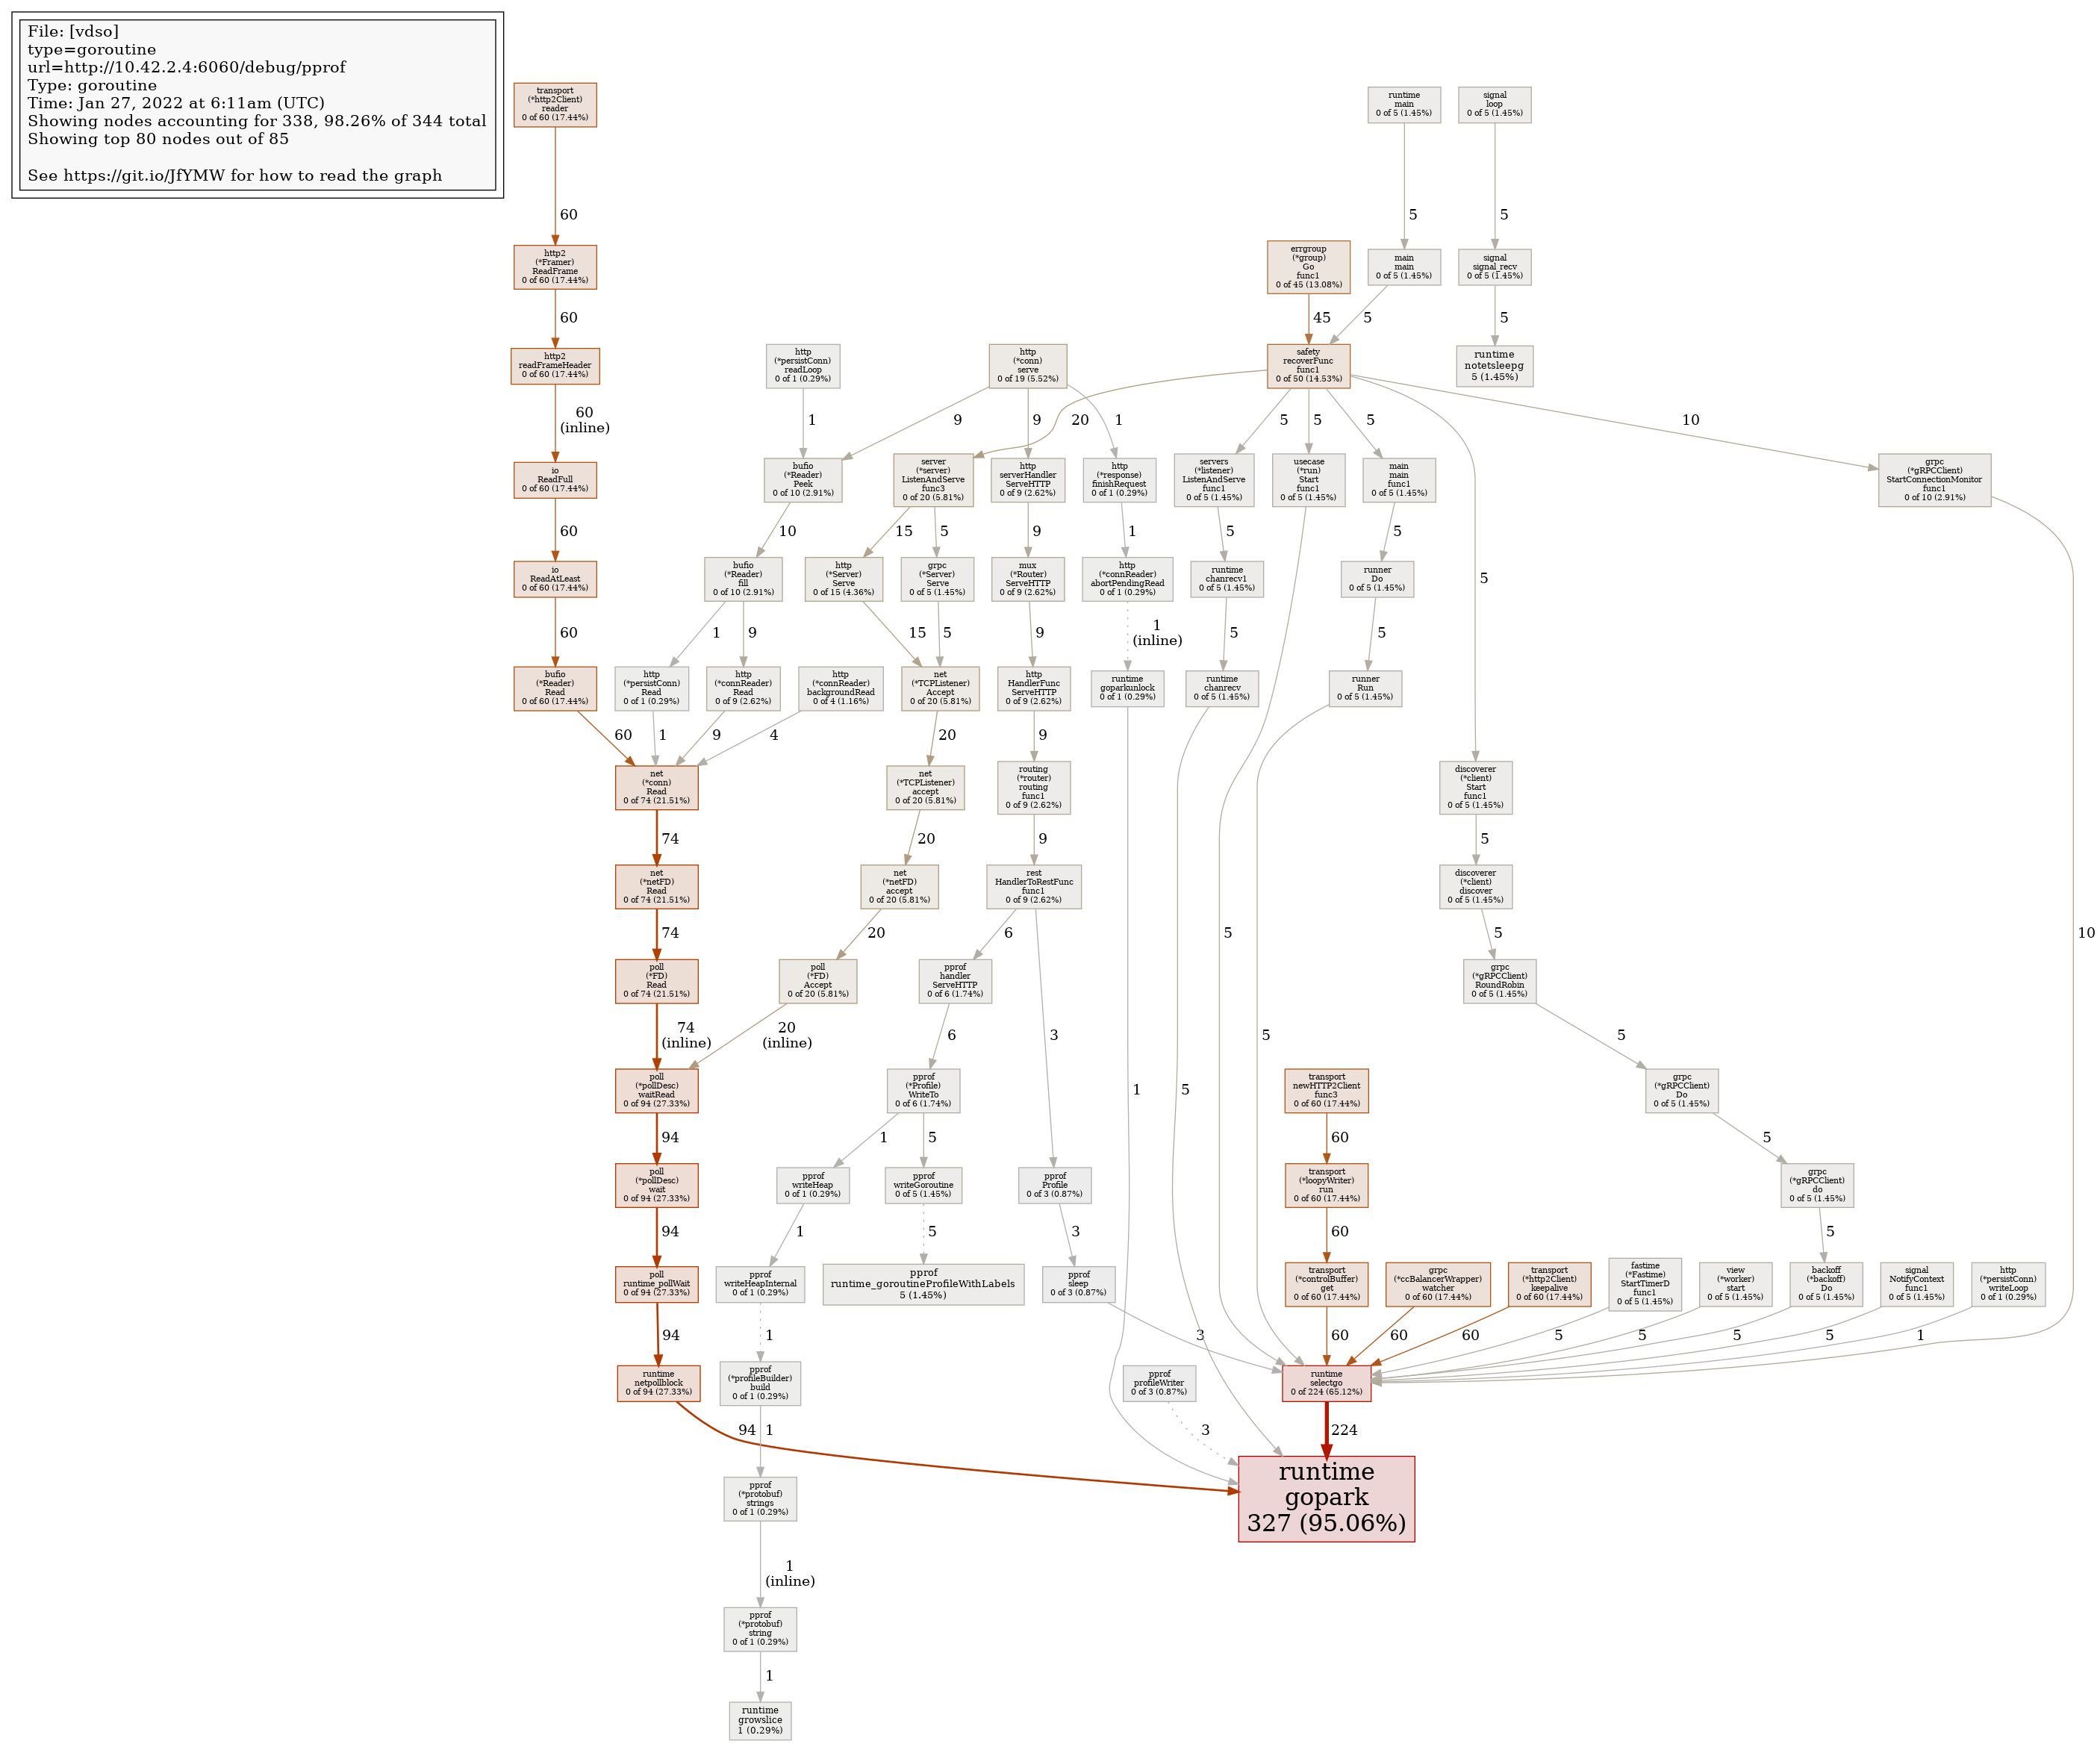 File: [vdso]
type=goroutine
url=http://10.42.2.4:6060/debug/pprof
Type: goroutine
Time: Jan 27, 2022 at 6:11am (UTC)
Showing nodes accounting for 338, 98.26% of 344 total
Showing top 80 nodes out of 85
See https://git.io/JfYMW for how to read the graph
transport
(*http2Client)
reader
0 of 60 (17.44%)
runtime
main
0 of 5 (1.45%)
signal
loop
0 of 5 (1.45%)
60
5
5
http2
(*Framer)
ReadFrame
0 of 60 (17.44%)
errgroup
(*group)
Go
func1
0 of 45 (13.08%)
main
main
0 of 5 (1.45%)
signal
signal_recv
0 of 5 (1.45%)
60
45
5
5
http2
readFrameHeader
0 of 60 (17.44%)
http
(*persistConn)
readLoop
0 of 1 (0.29%)
http
(*conn)
serve
0 of 19 (5.52%)
safety
recoverFunc
func1
0 of 50 (14.53%)
runtime
notetsleepg
5 (1.45%)
60
(inline)
1
9
9
20
1
5
5
5
10
io
ReadFull
0 of 60 (17.44%)
bufio
(*Reader)
Peek
0 of 10 (2.91%)
server
(*server)
ListenAndServe
func3
0 of 20 (5.81%)
http
serverHandler
ServeHTTP
0 of 9 (2.62%)
http
(*response)
finishRequest
0 of 1 (0.29%)
servers
(*listener)
ListenAndServe
func1
0 of 5 (1.45%)
usecase
(*run)
Start
func1
0 of 5 (1.45%)
main
main
func1
0 of 5 (1.45%)
grpc
(*gRPCClient)
StartConnectionMonitor
func1
0 of 10 (2.91%)
60
10
15
5
9
1
5
5
5
io
ReadAtLeast
0 of 60 (17.44%)
bufio
(*Reader)
fill
0 of 10 (2.91%)
http
(*Server)
Serve
0 of 15 (4.36%)
grpc
(*Server)
Serve
0 of 5 (1.45%)
mux
(*Router)
ServeHTTP
0 of 9 (2.62%)
http
(*connReader)
abortPendingRead
0 of 1 (0.29%)
runtime
chanrecv1
0 of 5 (1.45%)
runner
Do
0 of 5 (1.45%)
60
1
9
15
5
9
1
(inline)
5
5
bufio
(*Reader)
Read
0 of 60 (17.44%)
http
(*persistConn)
Read
0 of 1 (0.29%)
http
(*connReader)
Read
0 of 9 (2.62%)
http
(*connReader)
backgroundRead
0 of 4 (1.16%)
net
(*TCPListener)
Accept
0 of 20 (5.81%)
http
HandlerFunc
ServeHTTP
0 of 9 (2.62%)
runtime
goparkunlock
0 of 1 (0.29%)
runtime
chanrecv
0 of 5 (1.45%)
runner
Run
0 of 5 (1.45%)
60
1
9
4
20
9
net
(*conn)
Read
0 of 74 (21.51%)
net
(*TCPListener)
accept
0 of 20 (5.81%)
routing
(*router)
routing
func1
0 of 9 (2.62%)
discoverer
(*client)
Start
func1
0 of 5 (1.45%)
74
20
9
5
net
(*netFD)
Read
0 of 74 (21.51%)
net
(*netFD)
accept
0 of 20 (5.81%)
rest
HandlerToRestFunc
func1
0 of 9 (2.62%)
discoverer
(*client)
discover
0 of 5 (1.45%)
74
20
6
5
5
10
poll
(*FD)
Read
0 of 74 (21.51%)
poll
(*FD)
Accept
0 of 20 (5.81%)
pprof
handler
ServeHTTP
0 of 6 (1.74%)
grpc
(*gRPCClient)
RoundRobin
0 of 5 (1.45%)
74
(inline)
20
(inline)
6
3
5
5
poll
(*pollDesc)
waitRead
0 of 94 (27.33%)
pprof
(*Profile)
WriteTo
0 of 6 (1.74%)
1
5
transport
newHTTP2Client
func3
0 of 60 (17.44%)
grpc
(*gRPCClient)
Do
0 of 5 (1.45%)
94
1
5
60
5
poll
(*pollDesc)
wait
0 of 94 (27.33%)
pprof
writeHeap
0 of 1 (0.29%)
pprof
writeGoroutine
0 of 5 (1.45%)
pprof
Profile
0 of 3 (0.87%)
transport
(*loopyWriter)
run
0 of 60 (17.44%)
grpc
(*gRPCClient)
do
0 of 5 (1.45%)
94
1
5
3
60
5
poll
runtime_pollWait
0 of 94 (27.33%)
pprof
writeHeapInternal
0 of 1 (0.29%)
pprof
runtime_goroutineProfileWithLabels
5 (1.45%)
pprof
sleep
0 of 3 (0.87%)
transport
(*controlBuffer)
get
0 of 60 (17.44%)
grpc
(*ccBalancerWrapper)
watcher
0 of 60 (17.44%)
transport
(*http2Client)
keepalive
0 of 60 (17.44%)
fastime
(*Fastime)
StartTimerD
func1
0 of 5 (1.45%)
view
(*worker)
start
0 of 5 (1.45%)
backoff
(*backoff)
Do
0 of 5 (1.45%)
signal
NotifyContext
func1
0 of 5 (1.45%)
http
(*persistConn)
writeLoop
0 of 1 (0.29%)
94
1
3
60
60
60
5
5
5
5
1
runtime
netpollblock
0 of 94 (27.33%)
pprof
(*profileBuilder)
build
0 of 1 (0.29%)
pprof
profileWriter
0 of 3 (0.87%)
runtime
selectgo
0 of 224 (65.12%)
94
1
3
224
pprof
(*protobuf)
strings
0 of 1 (0.29%)
runtime
gopark
327 (95.06%)
1
(inline)
pprof
(*protobuf)
string
0 of 1 (0.29%)
1
runtime
growslice
1 (0.29%)